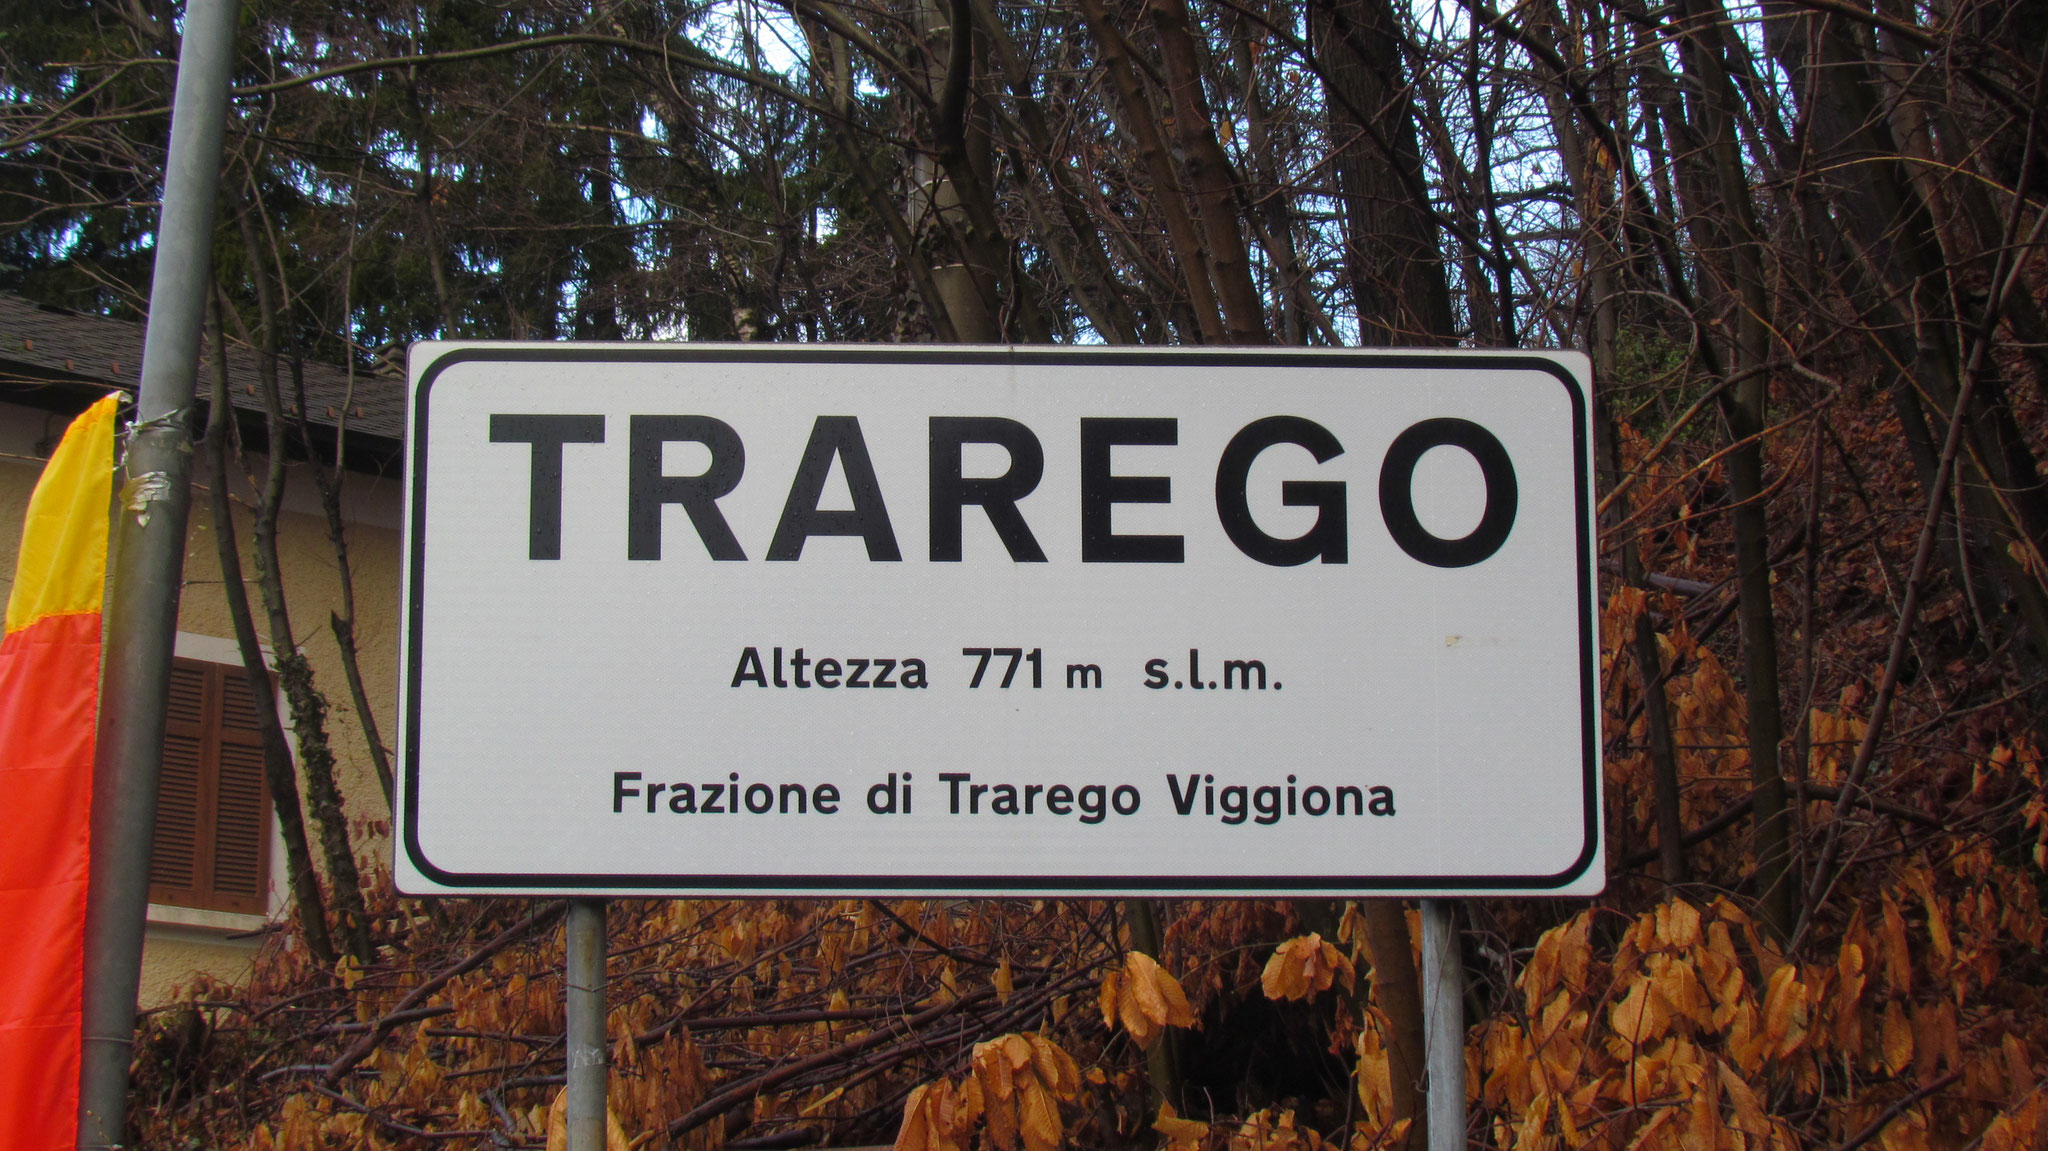 TRAREGO
Altezza 771 m s.l.m.
Frazione di Trarego Viggiona